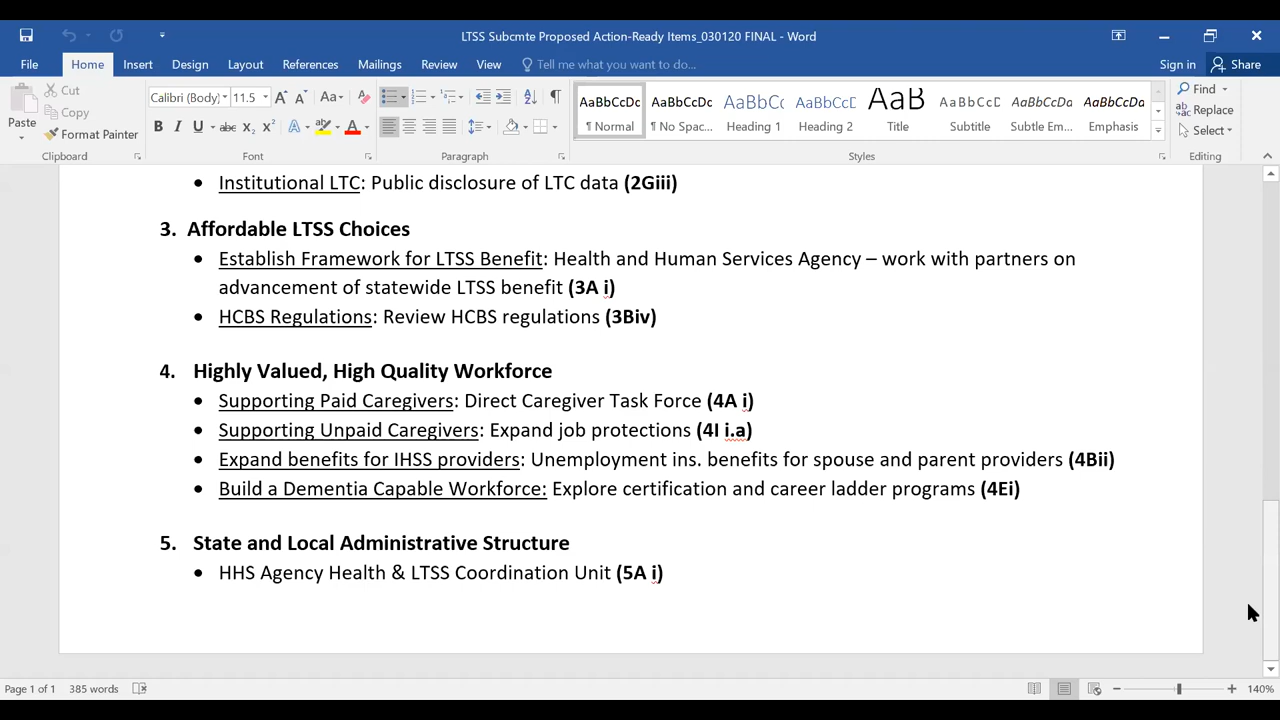 LTSS Subcmte Proposed Action-Ready Items_030120 FINAL - Word
File Home Insert Design Layout References Mailings Review View Tell me what you want to do... Sign in Share
Paste Cut Copy Format Painter
Calibri (Body) 11.5
AaBbCcDc AaBbCcDc AaBbCc AaBbCcD AaB AaBbCcD AaBbCcDa AaBbCcDa
¶ Normal ¶ No Spac... Heading 1 Heading 2 Title Subtitle Subtle Em... Emphasis
Find Replace Select
Clipboard Font Paragraph Styles Editing
• Institutional LTC: Public disclosure of LTC data (2Giii)
3. Affordable LTSS Choices
• Establish Framework for LTSS Benefit: Health and Human Services Agency – work with partners on
advancement of statewide LTSS benefit (3A i)
• HCBS Regulations: Review HCBS regulations (3Biv)
4. Highly Valued, High Quality Workforce
• Supporting Paid Caregivers: Direct Caregiver Task Force (4A i)
• Supporting Unpaid Caregivers: Expand job protections (4I i.a)
• Expand benefits for IHSS providers: Unemployment ins. benefits for spouse and parent providers (4Bii)
• Build a Dementia Capable Workforce: Explore certification and career ladder programs (4Ei)
5. State and Local Administrative Structure
• HHS Agency Health & LTSS Coordination Unit (5A i)
Page 1 of 1 385 words 140%